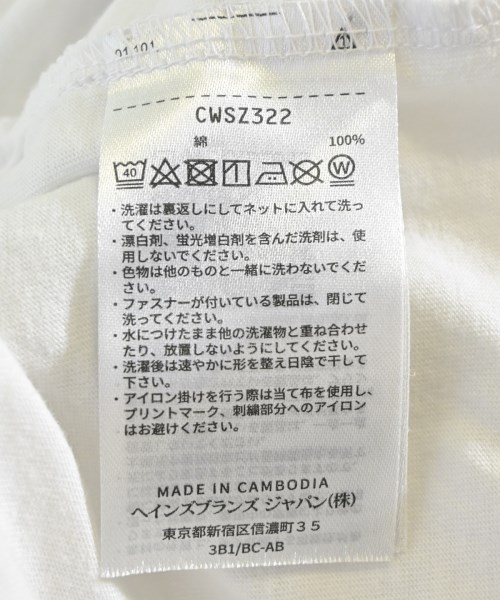 01 101
CWSZ322
綿 100%
40 W
・洗濯は裏返しにしてネットに入れて洗っ
てください。
・漂白剤、蛍光増白剤を含んだ洗剤は、使
用しないでください。
・色物は他のものと一緒に洗わないでくだ
さい。
・ファスナーが付いている製品は、閉じて
洗ってください。
・水につけたまま他の洗濯物と重ね合わせ
たり、放置しないようにしてください。
・洗濯後は速やかに形を整え日陰で干して
下さい。
・アイロン掛けを行う際は当て布を使用し、
プリントマーク、刺繍部分へのアイロン
はお避けください。
MADE IN CAMBODIA
ヘインズブランズ ジャパン(株)
東京都新宿区信濃町35
3B1/BC-AB